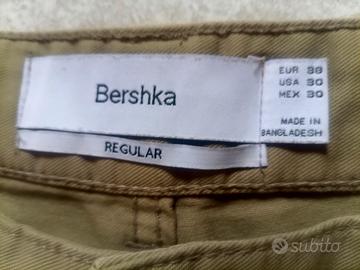 Bershka
REGULAR
EUR 38
USA 30
MEX 30
MADE IN
BANGLADESH
subito